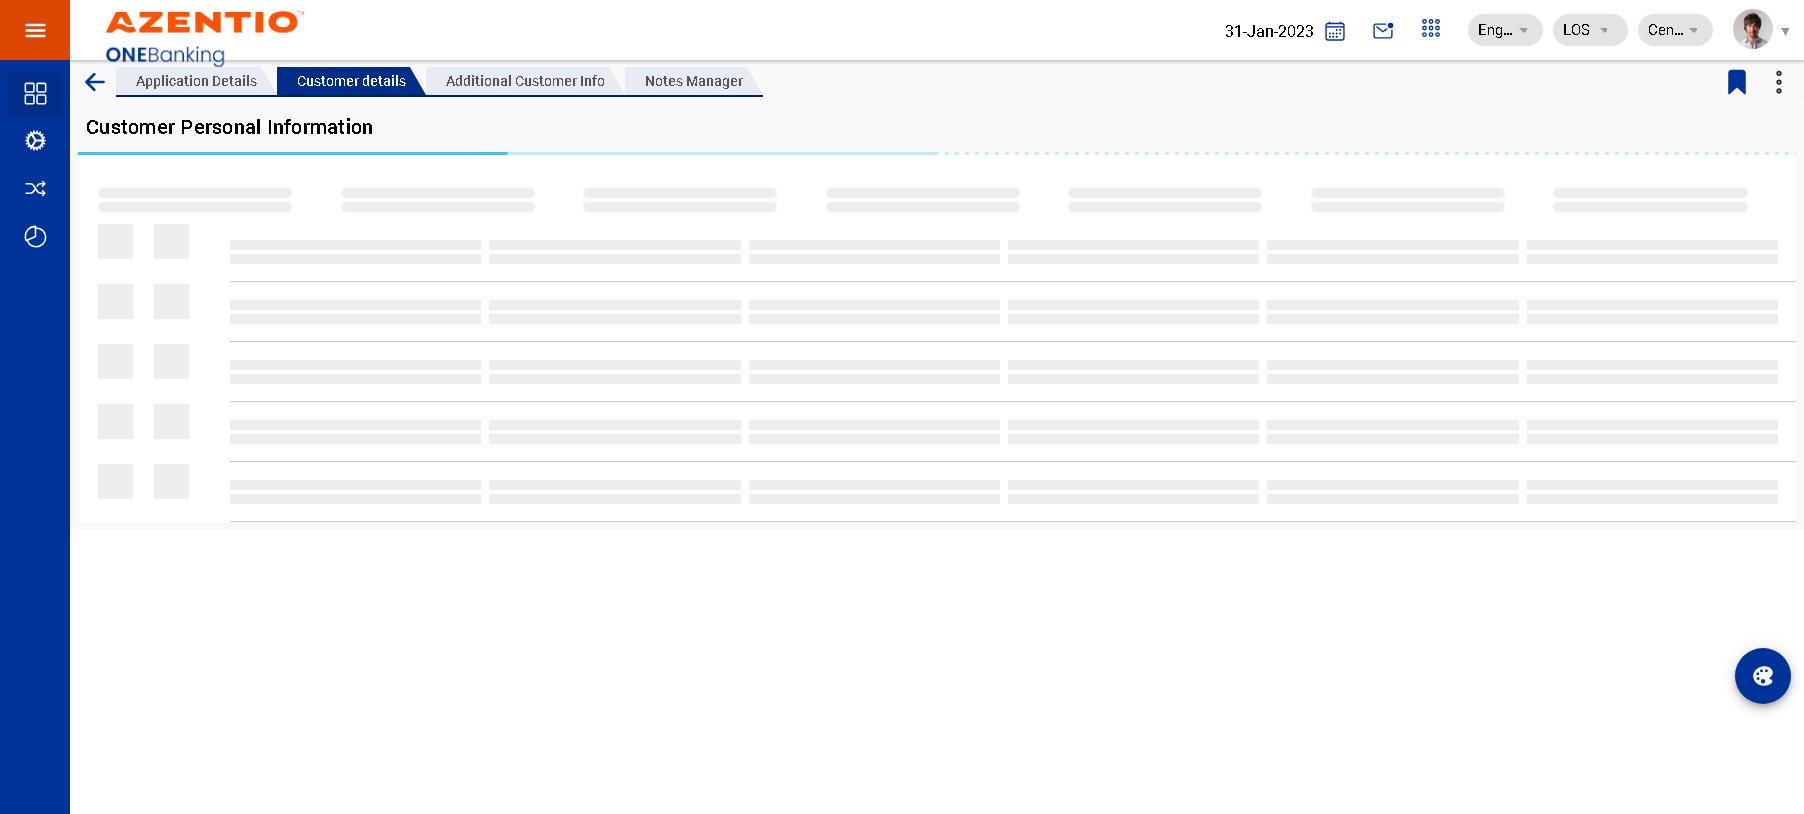 AZENTIO™
ONEBanking
31-Jan-2023
Eng...
LOS
Cen...
Application Details
Customer details
Additional Customer Info
Notes Manager
Customer Personal Information